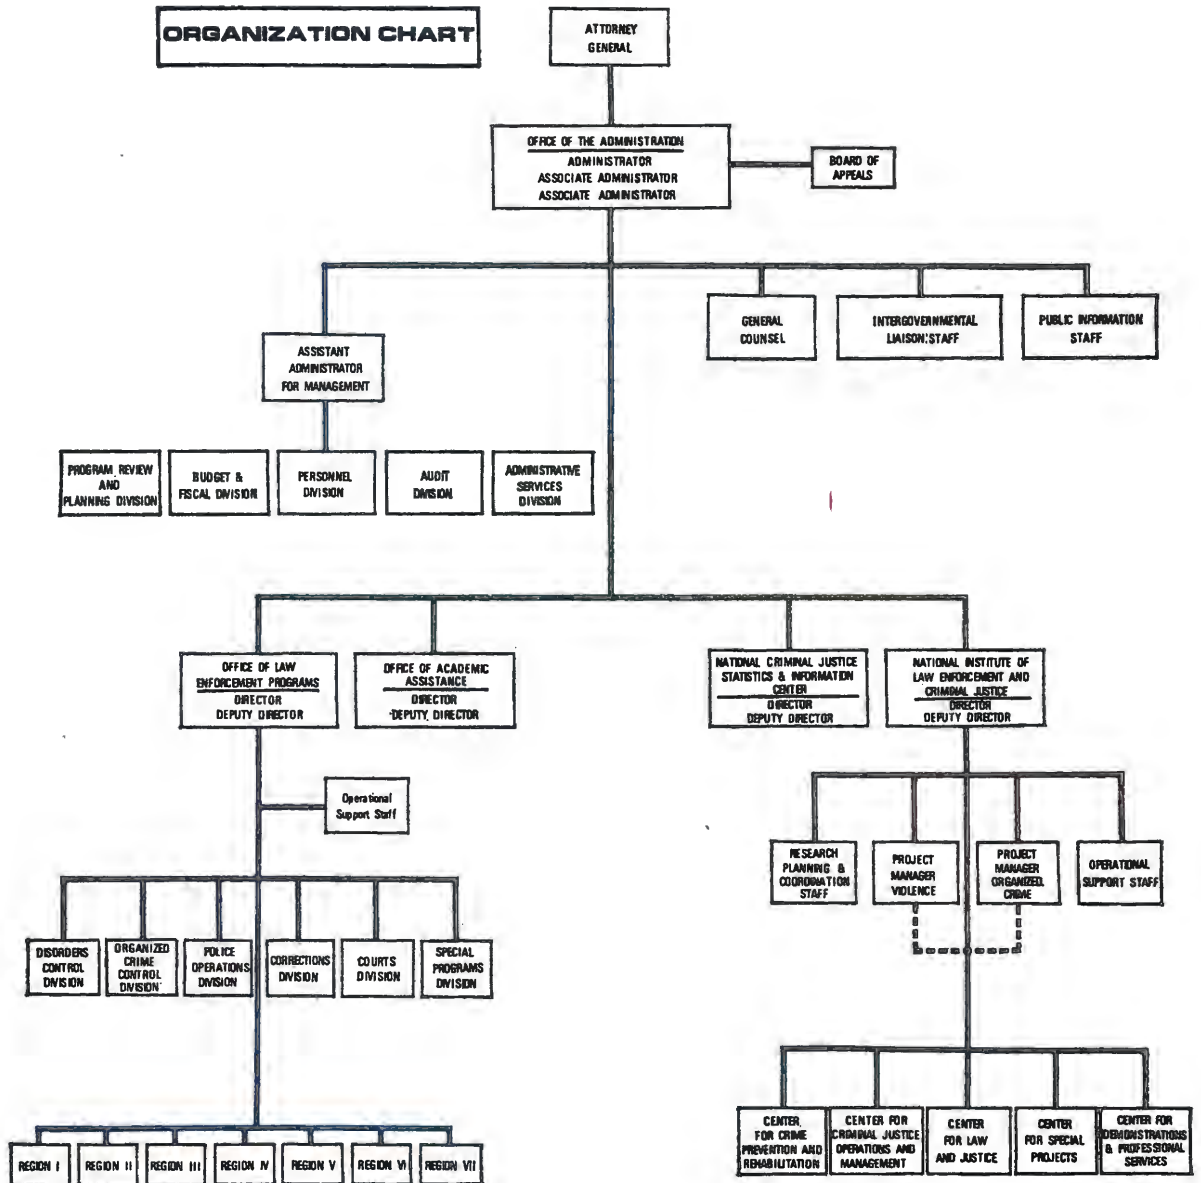 ORGANIZATION CHART
ATTORNEY
GENERAL
OFFICE OF THE ADMINISTRATION
ADMINISTRATOR
ASSOCIATE ADMINISTRATOR
ASSOCIATE ADMINISTRATOR
BOARD OF
APPEALS
GENERAL
COUNSEL
INTERGOVERNMENTAL
LIAISON STAFF
PUBLIC INFORMATION
STAFF
ASSISTANT
ADMINISTRATOR
FOR MANAGEMENT
PROGRAM REVIEW
AND
PLANNING DIVISION
BUDGET &
FISCAL DIVISION
PERSONNEL
DIVISION
AUDIT
DIVISION
ADMINISTRATIVE
SERVICES
DIVISION
OFFICE OF LAW
ENFORCEMENT PROGRAMS
DIRECTOR
DEPUTY DIRECTOR
OFFICE OF ACADEMIC
ASSISTANCE
DIRECTOR
DEPUTY DIRECTOR
NATIONAL CRIMINAL JUSTICE
STATISTICS & INFORMATION
CENTER
DIRECTOR
DEPUTY DIRECTOR
NATIONAL INSTITUTE OF
LAW ENFORCEMENT AND
CRIMINAL JUSTICE
DIRECTOR
DEPUTY DIRECTOR
Operational
Support Staff
RESEARCH
PLANNING &
COORDINATION
STAFF
PROJECT
MANAGER
VIOLENCE
PROJECT
MANAGER
ORGANIZED
CRIME
OPERATIONAL
SUPPORT STAFF
DISORDERS
CONTROL
DIVISION
ORGANIZED
CRIME
CONTROL
DIVISION
POLICE
OPERATIONS
DIVISION
CORRECTIONS
DIVISION
COURTS
DIVISION
SPECIAL
PROGRAMS
DIVISION
CENTER
FOR CRIME
PREVENTION AND
REHABILITATION
CENTER FOR
CRIMINAL JUSTICE
OPERATIONS AND
MANAGEMENT
CENTER
FOR LAW
AND JUSTICE
CENTER
FOR SPECIAL
PROJECTS
CENTER FOR
DEMONSTRATIONS
& PROFESSIONAL
SERVICES
REGION I
REGION II
REGION III
REGION IV
REGION V
REGION VI
REGION VII